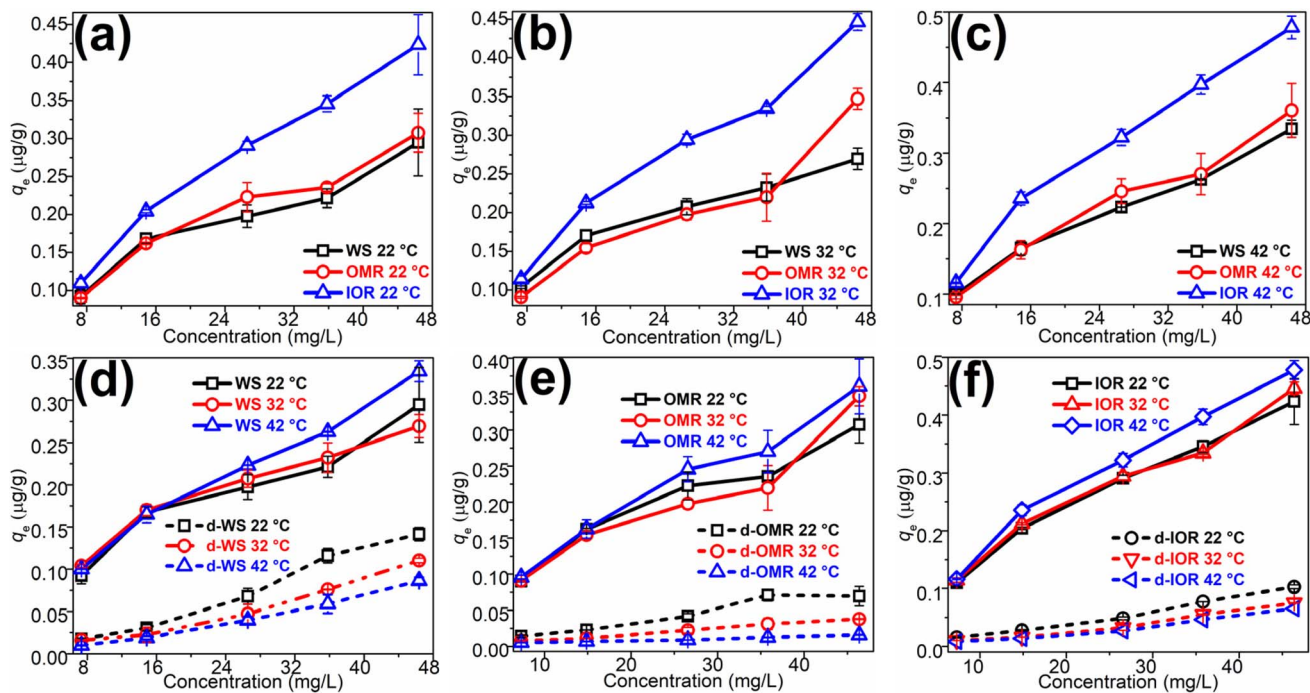 (a)
0.45
0.40
0.35
0.30
0.25
0.20
0.15
0.10
qe (µg/g)
WS 22 °C
OMR 22 °C
IOR 22 °C
8 16 24 32 40 48
Concentration (mg/L)
(b)
0.45
0.40
0.35
0.30
0.25
0.20
0.15
0.10
qe (µg/g)
WS 32 °C
OMR 32 °C
IOR 32 °C
8 16 24 32 40 48
Concentration (mg/L)
(c)
0.5
0.4
0.3
0.2
0.1
qe (µg/g)
WS 42 °C
OMR 42 °C
IOR 42 °C
8 16 24 32 40 48
Concentration (mg/L)
(d)
0.35
0.30
0.25
0.20
0.15
0.10
0.05
0.00
qe (µg/g)
WS 22 °C
WS 32 °C
WS 42 °C
d-WS 22 °C
d-WS 32 °C
d-WS 42 °C
8 16 24 32 40 48
Concentration (mg/L)
(e)
0.40
0.35
0.30
0.25
0.20
0.15
0.10
0.05
0.00
qe (µg/g)
OMR 22 °C
OMR 32 °C
OMR 42 °C
d-OMR 22 °C
d-OMR 32 °C
d-OMR 42 °C
10 20 30 40
Concentration (mg/L)
(f)
0.5
0.4
0.3
0.2
0.1
0.0
qe (µg/g)
IOR 22 °C
IOR 32 °C
IOR 42 °C
d-IOR 22 °C
d-IOR 32 °C
d-IOR 42 °C
10 20 30 40
Concentration (mg/L)